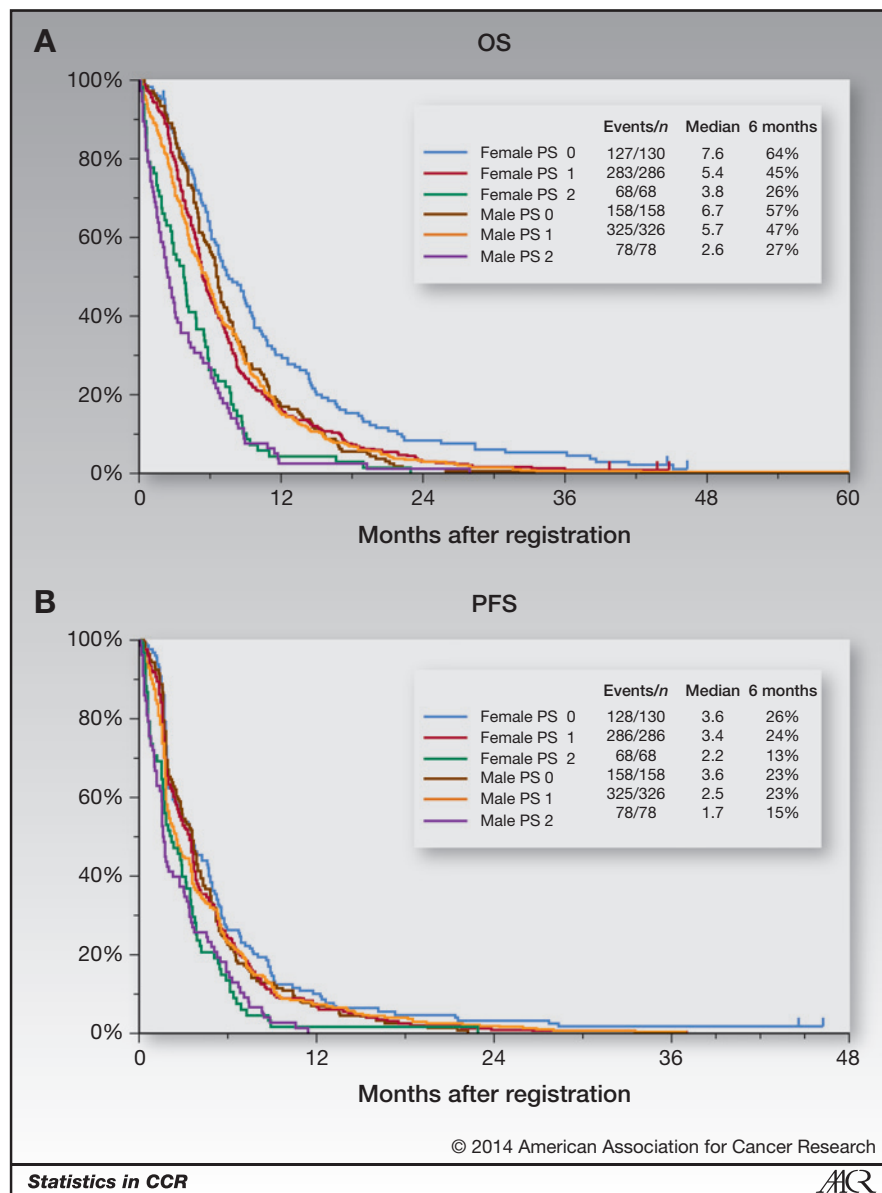 A
OS
100%
80%
60%
40%
20%
0%
Events/n Median 6 months
Female PS 0 127/130 7.6 64%
Female PS 1 283/286 5.4 45%
Female PS 2 68/68 3.8 26%
Male PS 0 158/158 6.7 57%
Male PS 1 325/326 5.7 47%
Male PS 2 78/78 2.6 27%
0 12 24 36 48 60
Months after registration
B
PFS
100%
80%
60%
40%
20%
0%
Events/n Median 6 months
Female PS 0 128/130 3.6 26%
Female PS 1 286/286 3.4 24%
Female PS 2 68/68 2.2 13%
Male PS 0 158/158 3.6 23%
Male PS 1 325/326 2.5 23%
Male PS 2 78/78 1.7 15%
0 12 24 36 48
Months after registration
© 2014 American Association for Cancer Research
Statistics in CCR
AACR